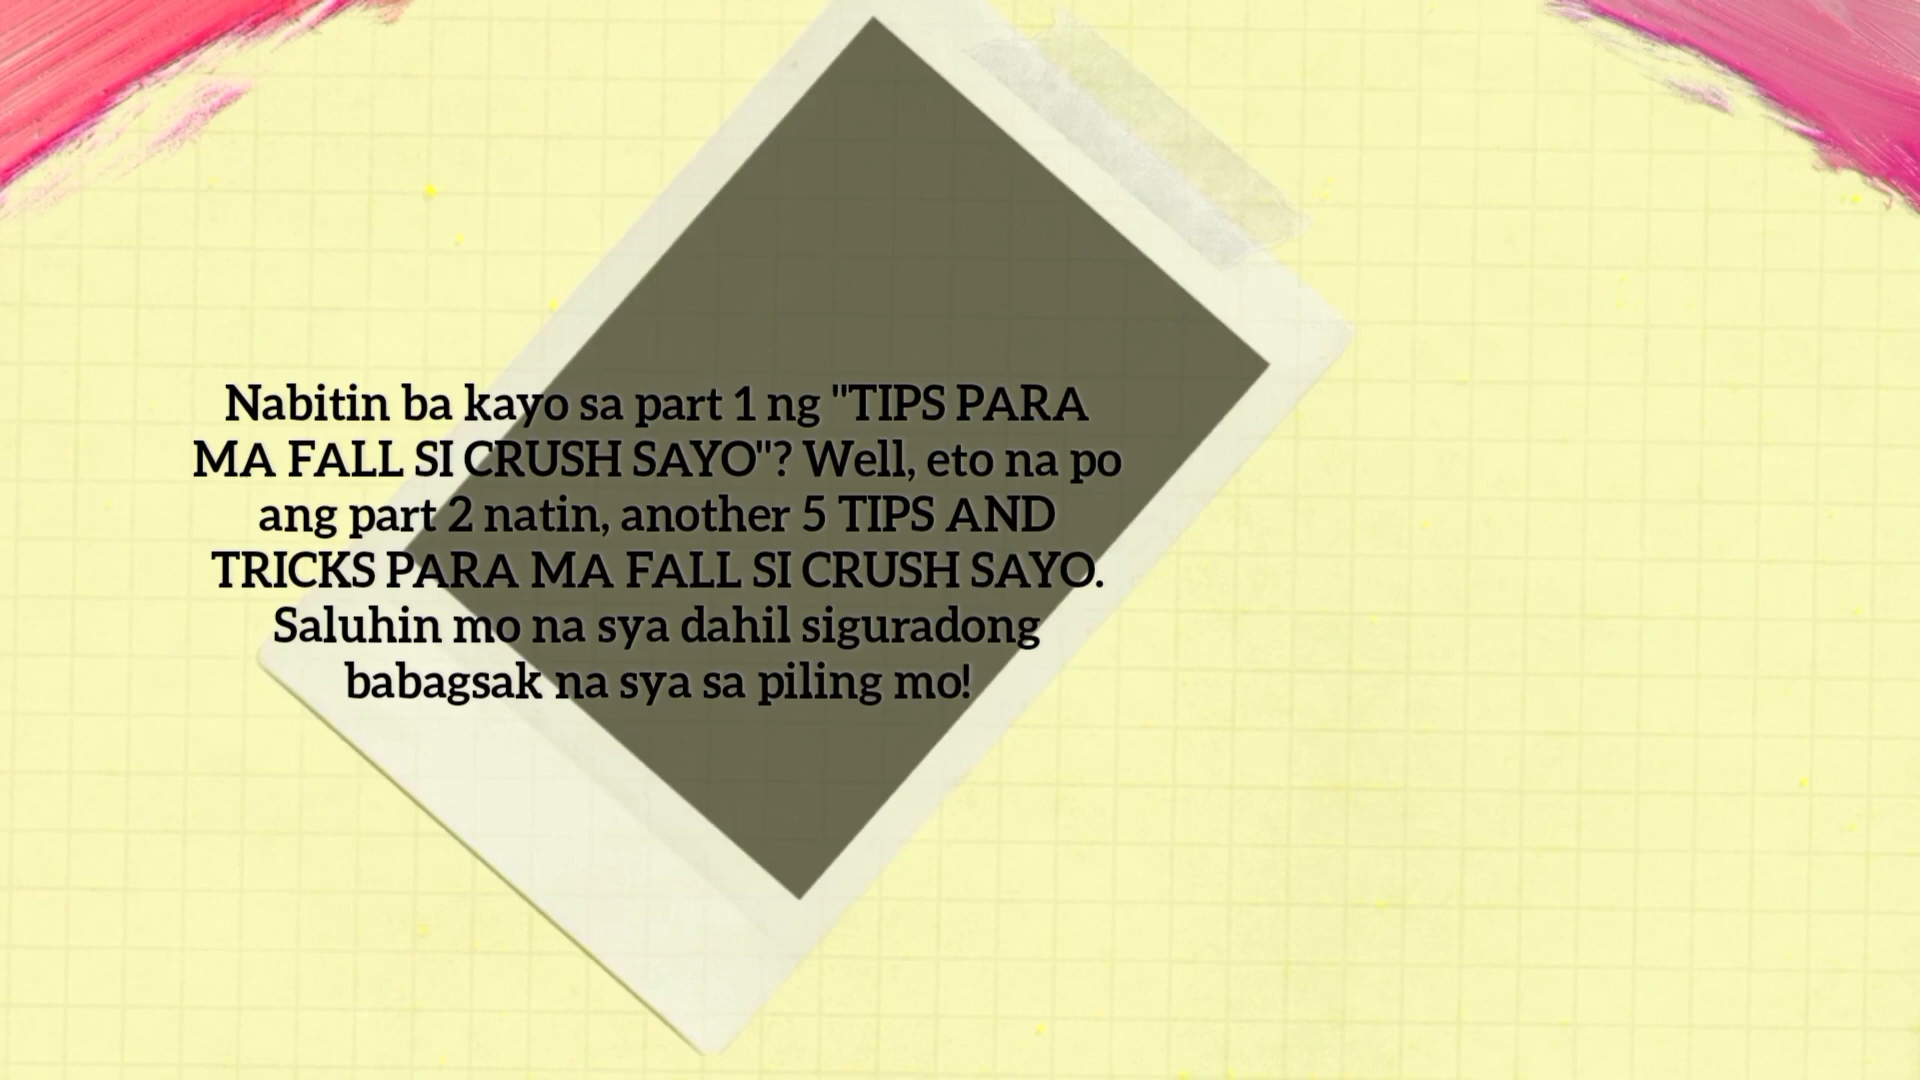 Nabitin ba kayo sa part 1 ng "TIPS PARA
MA FALL SI CRUSH SAYO"? Well, eto na po
ang part 2 natin, another 5 TIPS AND
TRICKS PARA MA FALL SI CRUSH SAYO.
Saluhin mo na sya dahil siguradong
babagsak na sya sa piling mo!